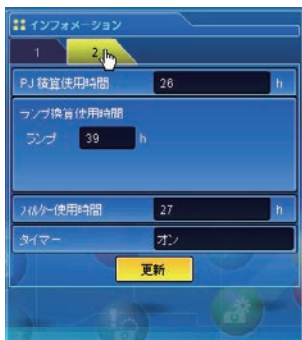 インフォメーション
1 2
PJ 積算使用時間 26 h
ランプ換算使用時間
ランプ 39 h
フィルター使用時間 27 h
タイマー オン
更新